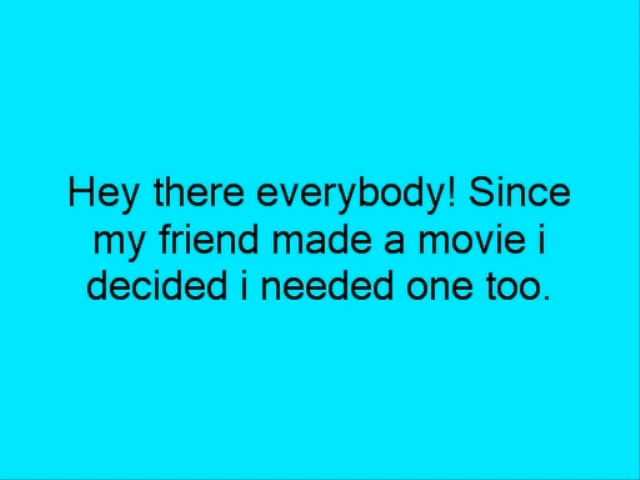 Hey there everybody! Since
my friend made a movie i
decided i needed one too.